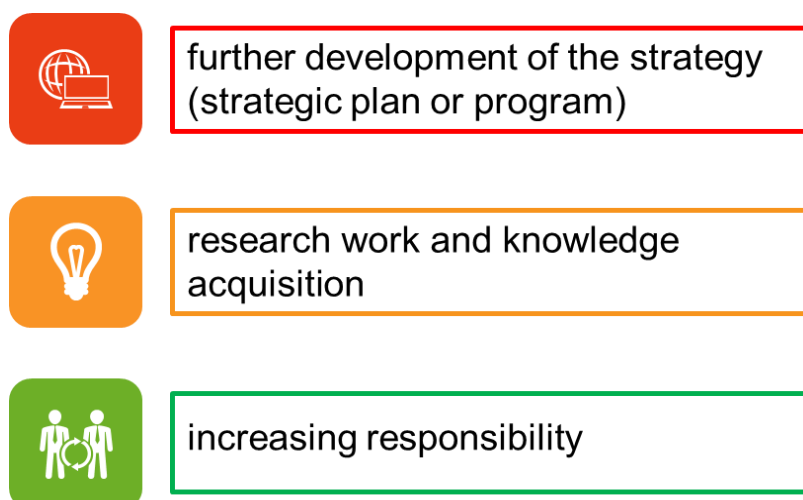 further development of the strategy
(strategic plan or program)
research work and knowledge
acquisition
increasing responsibility